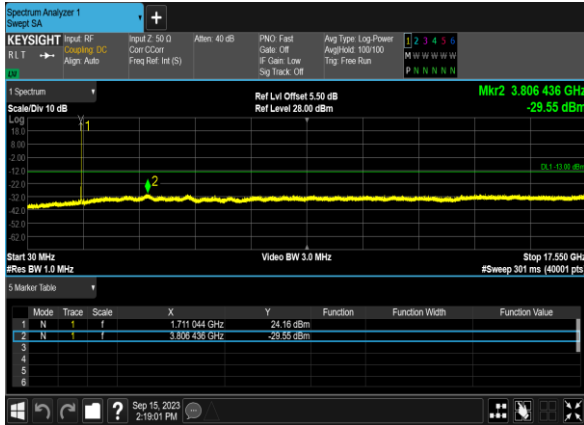 Spectrum Analyzer 1
Swept SA
+
KEYSIGHT Input: RF Input Z: 50 Ω Atten: 40 dB PNO: Fast Avg Type: Log-Power 1 2 3 4 5 6
RLT Coupling: DC Corr CCorr Gate: Off Avg|Hold: 100/100 M W W W W W
Align: Auto Freq Ref: Int (S) IF Gain: Low Trig: Free Run
Sig Track: Off P N N N N N
1 Spectrum Ref Lvl Offset 5.50 dB Mkr2 3.806 436 GHz
Scale/Div 10 dB Ref Level 28.00 dBm -29.55 dBm
Log
18.0
8.00
-2.00
-12.0
-22.0
-32.0
-42.0
-52.0
-62.0
1
2
DL1 -13.00 dBm
Start 30 MHz Video BW 3.0 MHz Stop 17.550 GHz
#Res BW 1.0 MHz #Sweep 301 ms (40001 pts
5 Marker Table
Mode Trace Scale X Y Function Function Width Function Value
1 N 1 f 1.711 044 GHz 24.16 dBm
2 N 1 f 3.806 436 GHz -29.55 dBm
3
4
5
6
? Sep 15, 2023
2:19:01 PM